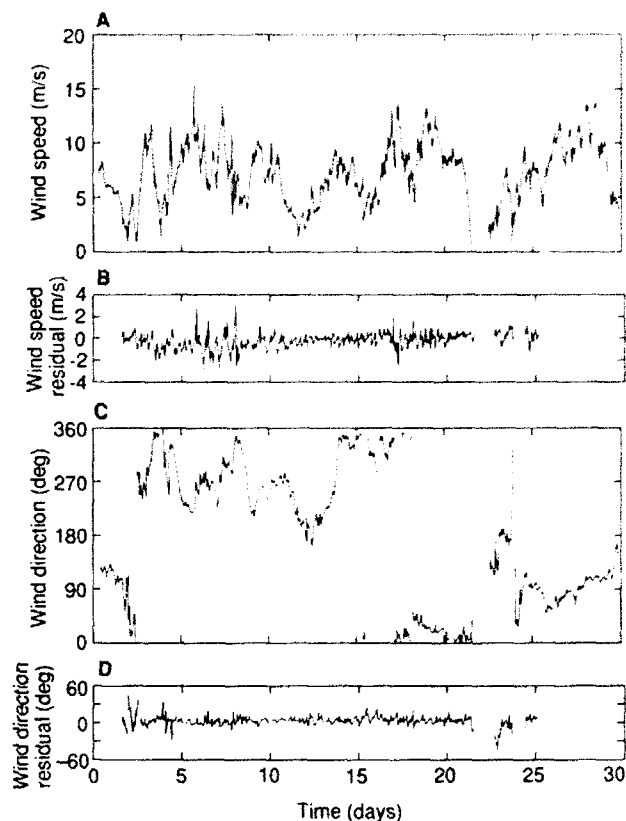 A
20
15
10
5
0
Wind speed (m/s)
B
4
2
0
-2
-4
Wind speed
residual (m/s)
C
360
270
180
90
0
Wind direction (deg)
D
60
0
-60
Wind direction
residual (deg)
0 5 10 15 20 25 30
Time (days)